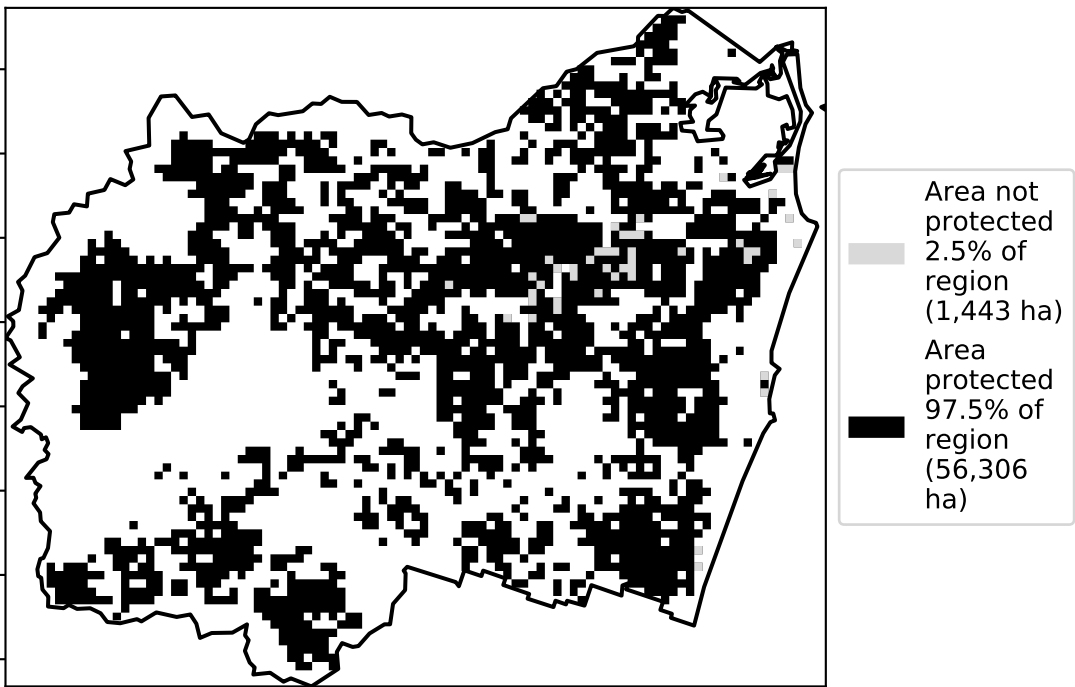 Area not
protected
2.5% of
region
(1,443 ha)
Area
protected
97.5% of
region
(56,306
ha)